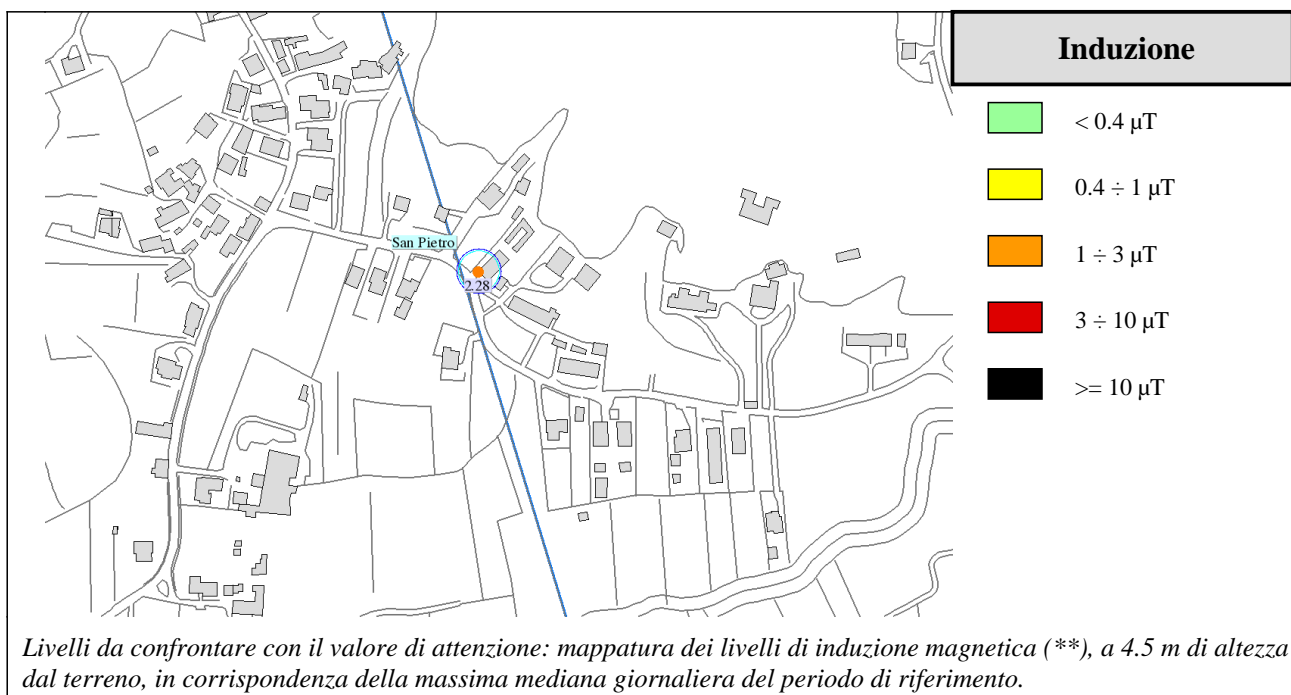 Induzione
< 0.4 µT
0.4 ÷ 1 µT
1 ÷ 3 µT
3 ÷ 10 µT
>= 10 µT
San Pietro
2.28
Livelli da confrontare con il valore di attenzione: mappatura dei livelli di induzione magnetica (**), a 4.5 m di altezza
dal terreno, in corrispondenza della massima mediana giornaliera del periodo di riferimento.